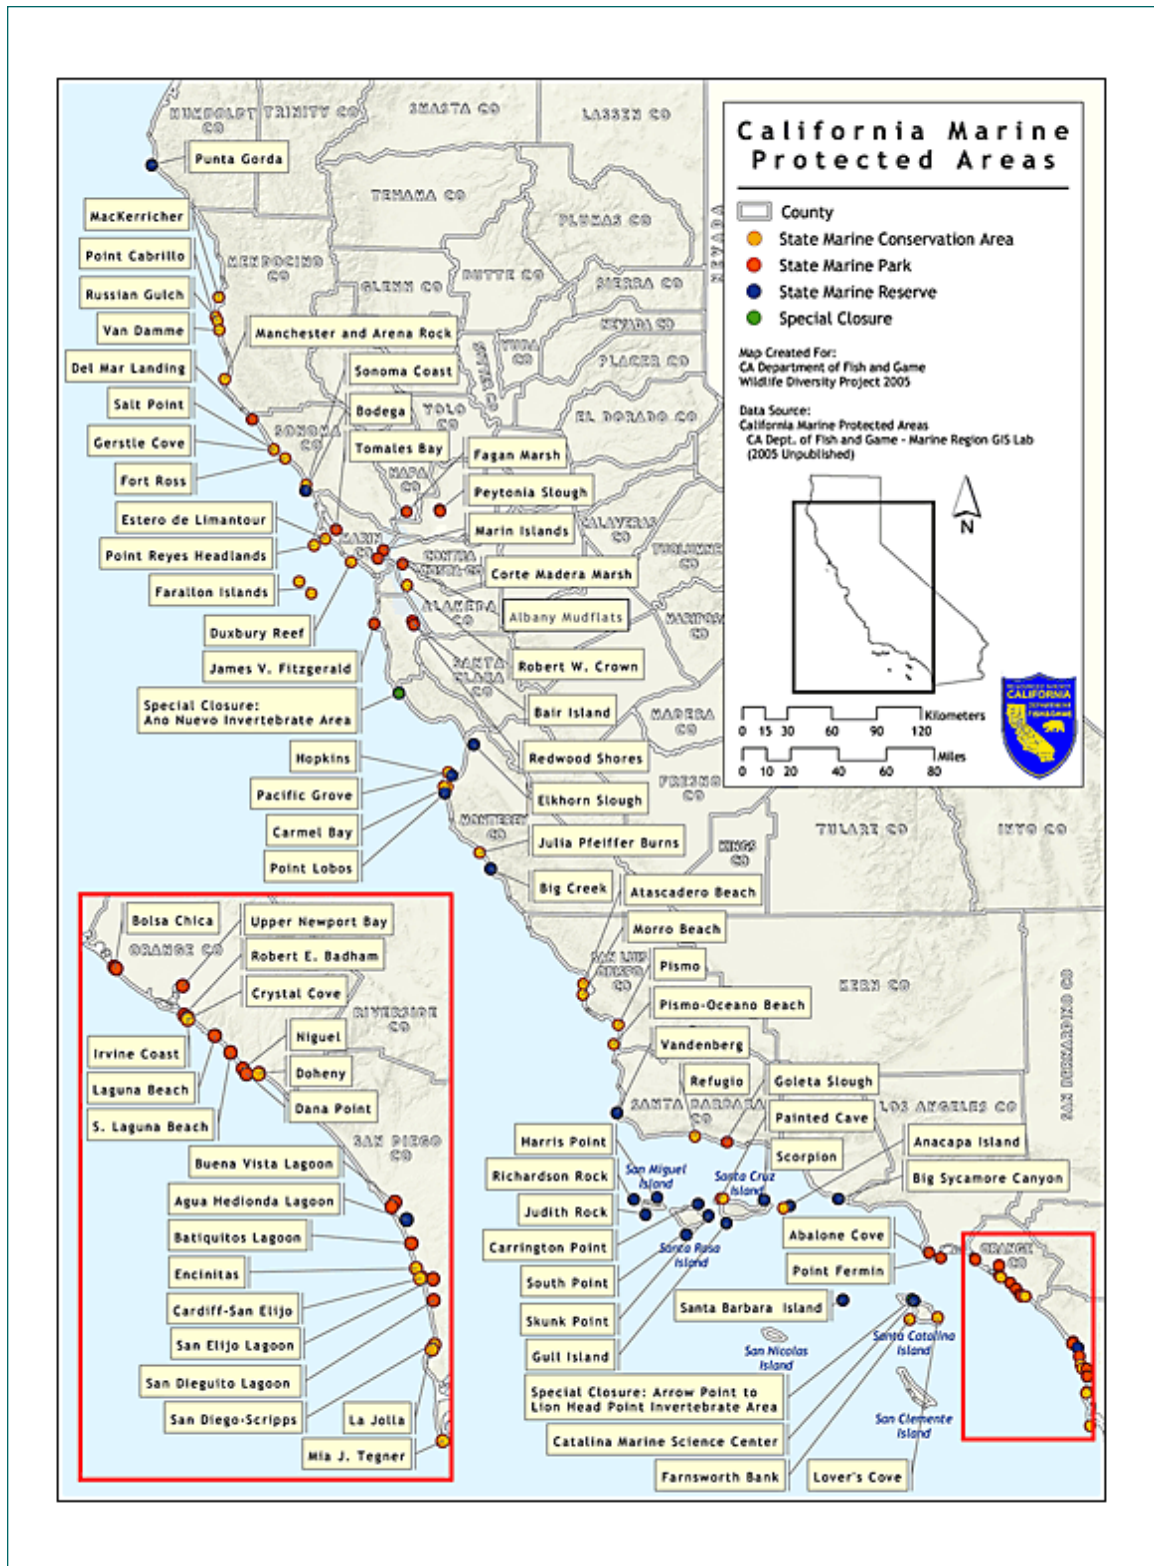 California Marine
Protected Areas
County
State Marine Conservation Area
State Marine Park
State Marine Reserve
Special Closure
Map Created For:
CA Department of Fish and Game
Wildlife Diversity Project 2005
Data Source:
California Marine Protected Areas
CA Dept. of Fish and Game - Marine Region GIS Lab
(2005 Unpublished)
N
Kilometers
0 15 30 60 90 120
Miles
0 10 20 40 60 80
CALIFORNIA
FISH&GAME
HUMBOLDT
CO
TRINITY CO
SHASTA CO
LASSEN CO
Punta Gorda
TEHAMA CO
PLUMAS CO
NEVADA
MacKerricher
Point Cabrillo
MENDOCINO
CO
BUTTE CO
GLENN CO
SIERRA CO
Russian Gulch
Van Damme
NEVADA CO
Manchester and Arena Rock
YUBA
CO
SUTTER CO
PLACER CO
Del Mar Landing
Sonoma Coast
Salt Point
Bodega
YOLO
CO
EL DORADO CO
SONOMA
CO
Gerstle Cove
Tomales Bay
Fagan Marsh
NAPA
CO
Fort Ross
Peytonia Slough
Estero de Limantour
Marin Islands
CALAVERAS
CO
MARIN
CO
Point Reyes Headlands
CONTRA
COSTA CO
TUOLUMNE
CO
Corte Madera Marsh
Farallon Islands
ALAMEDA
CO
Albany Mudflats
MARIPOSA
CO
Duxbury Reef
James V. Fitzgerald
SANTA
CLARA
CO
Robert W. Crown
Special Closure:
Ano Nuevo Invertebrate Area
Bair Island
MADERA
CO
Hopkins
Redwood Shores
FRESNO
CO
Pacific Grove
Elkhorn Slough
Carmel Bay
MONTEREY
CO
Julia Pfeiffer Burns
KINGS
CO
TULARE CO
INYO CO
Point Lobos
Big Creek
Atascadero Beach
Morro Beach
SAN LUIS
OBISPO
CO
Pismo
KERN CO
Pismo-Oceano Beach
Vandenberg
SAN BERNARDINO CO
Refugio
Goleta Slough
SANTA BARBARA
CO
Painted Cave
LOS ANGELES CO
Harris Point
Scorpion
Anacapa Island
Richardson Rock
San Miguel
Island
Santa Cruz
Island
Big Sycamore Canyon
Judith Rock
Carrington Point
Santa Rosa
Island
Abalone Cove
ORANGE
CO
South Point
Point Fermin
Skunk Point
Santa Barbara Island
Gull Island
San Nicolas
Island
Santa Catalina
Island
Special Closure: Arrow Point to
Lion Head Point Invertebrate Area
San Clemente
Island
Catalina Marine Science Center
Farnsworth Bank
Lover's Cove
Bolsa Chica
Upper Newport Bay
ORANGE CO
Robert E. Badham
Crystal Cove
RIVERSIDE
CO
Irvine Coast
Niguel
Laguna Beach
Doheny
Dana Point
S. Laguna Beach
SAN DIEGO
CO
Buena Vista Lagoon
Agua Hedionda Lagoon
Batiquitos Lagoon
Encinitas
Cardiff-San Elijo
San Elijo Lagoon
San Dieguito Lagoon
San Diego-Scripps
La Jolla
Mia J. Tegner